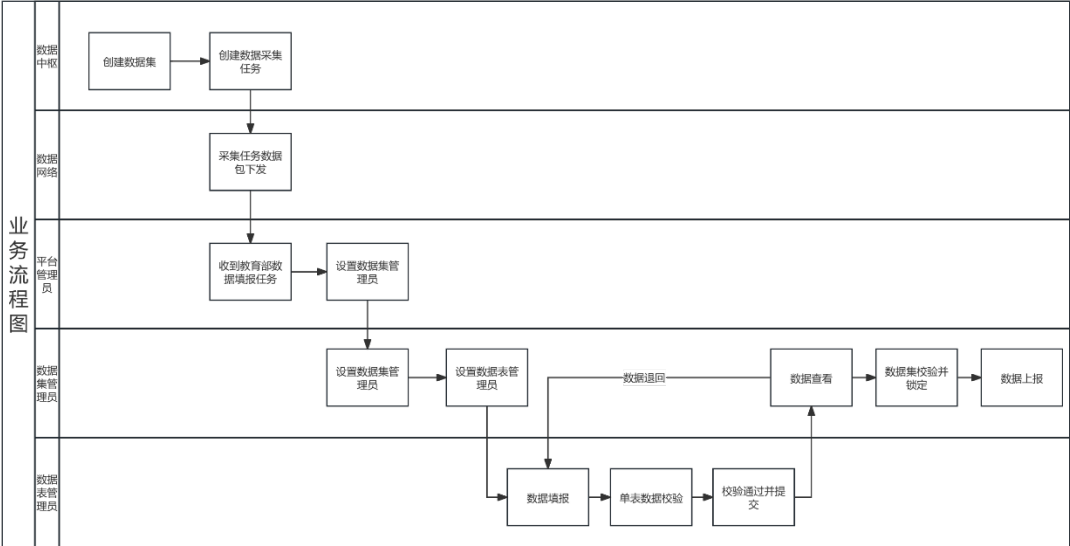 业
务
流
程
图
数据
中枢
创建数据集
创建数据采集
任务
数据
网络
采集任务数据
包下发
平台
管理
员
收到教育部数
据填报任务
设置数据集管
理员
数据
集管
理员
设置数据集管
理员
设置数据表管
理员
数据退回
数据查看
数据集校验并
锁定
数据上报
数据
表管
理员
数据填报
单表数据校验
校验通过并提
交